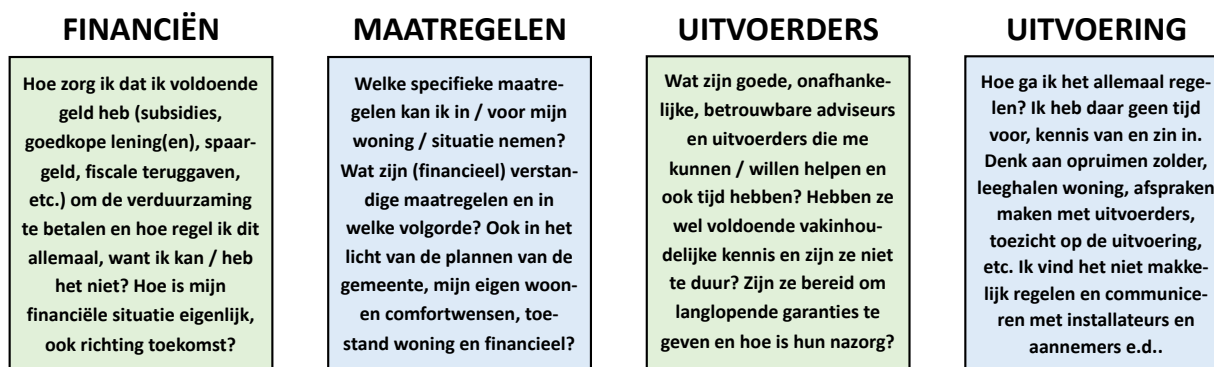 FINANCIËN
Hoe zorg ik dat ik voldoende
geld heb (subsidies,
goedkope lening(en), spaar-
geld, fiscale teruggaven,
etc.) om de verduurzaming
te betalen en hoe regel ik dit
allemaal, want ik kan / heb
het niet? Hoe is mijn
financiële situatie eigenlijk,
ook richting toekomst?
MAATREGELEN
Welke specifieke maatre-
gelen kan ik in / voor mijn
woning / situatie nemen?
Wat zijn (financieel) verstan-
dige maatregelen en in
welke volgorde? Ook in het
licht van de plannen van de
gemeente, mijn eigen woon-
en comfortwensen, toe-
stand woning en financieel?
UITVOERDERS
Wat zijn goede, onafhanke-
lijke, betrouwbare adviseurs
en uitvoerders die me
kunnen / willen helpen en
ook tijd hebben? Hebben ze
wel voldoende vakinhou-
delijke kennis en zijn ze niet
te duur? Zijn ze bereid om
langlopende garanties te
geven en hoe is hun nazorg?
UITVOERING
Hoe ga ik het allemaal rege-
len? Ik heb daar geen tijd
voor, kennis van en zin in.
Denk aan opruimen zolder,
leeghalen woning, afspraken
maken met uitvoerders,
toezicht op de uitvoering,
etc. Ik vind het niet makke-
lijk regelen en communice-
ren met installateurs en
aannemers e.d..